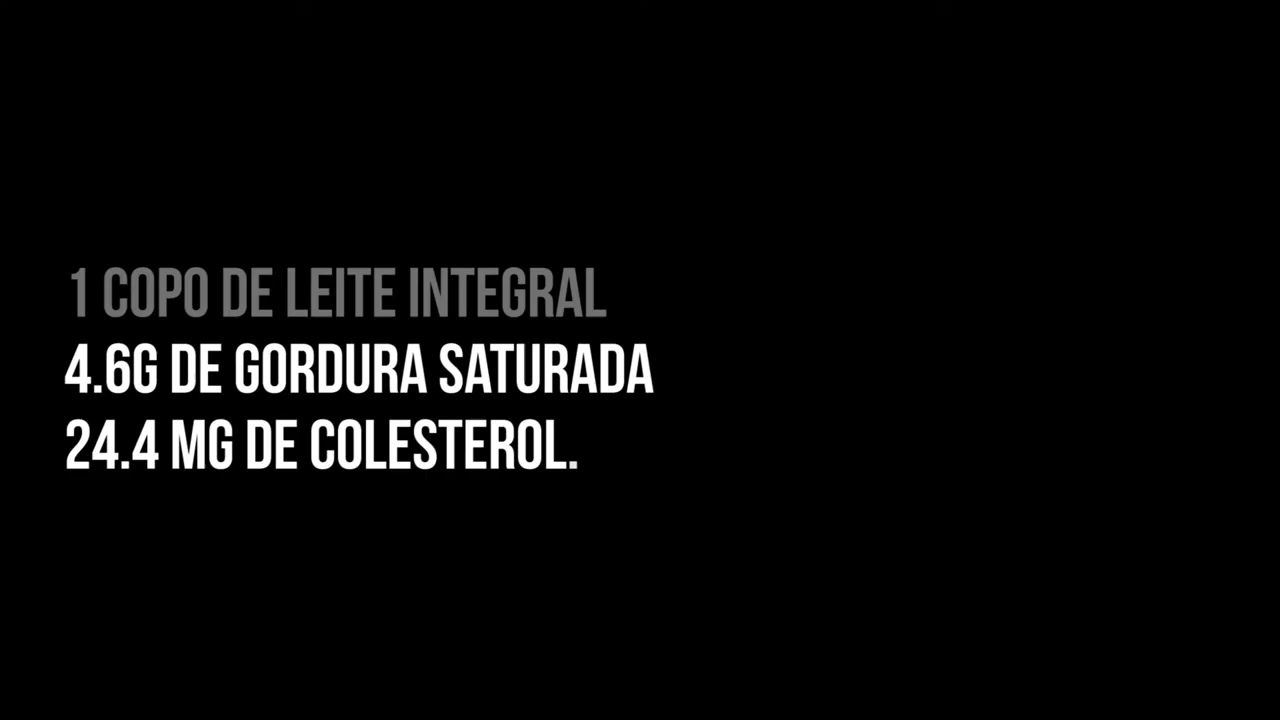 1 COPO DE LEITE INTEGRAL
4.6G DE GORDURA SATURADA
24.4 MG DE COLESTEROL.